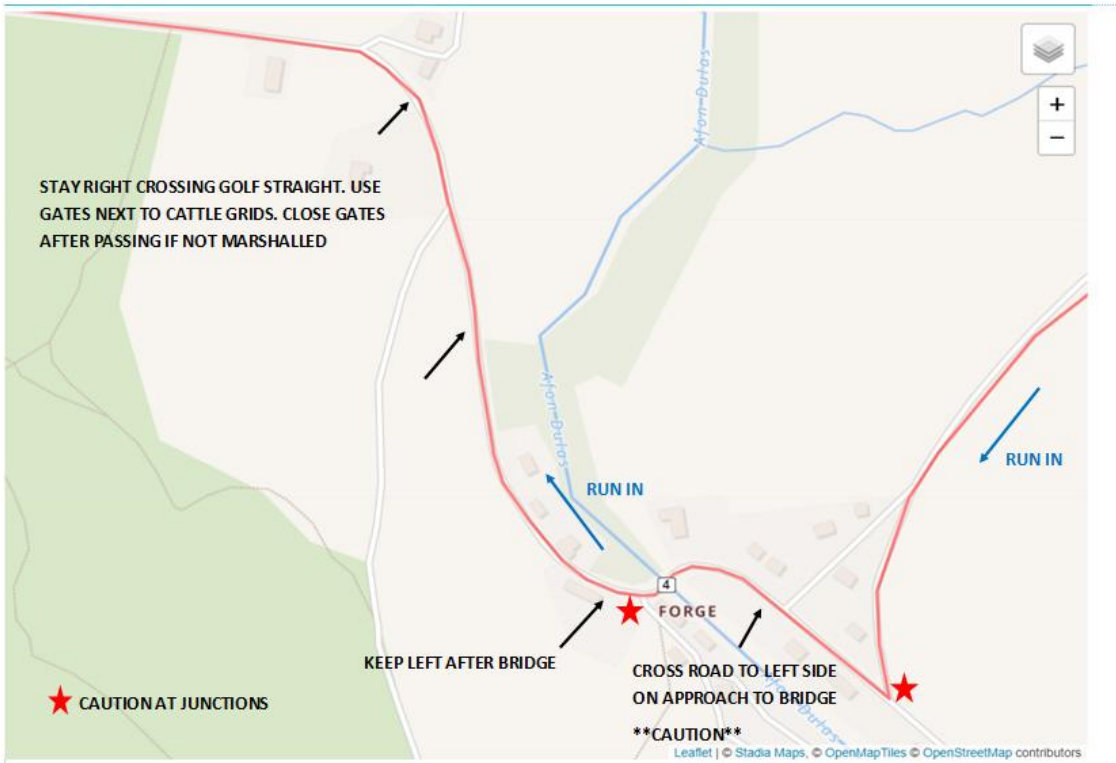 Afon Dulas
+
−
STAY RIGHT CROSSING GOLF STRAIGHT. USE
GATES NEXT TO CATTLE GRIDS. CLOSE GATES
AFTER PASSING IF NOT MARSHALLED
Afon Dulas
RUN IN
RUN IN
4
FORGE
KEEP LEFT AFTER BRIDGE
CROSS ROAD TO LEFT SIDE
ON APPROACH TO BRIDGE
**CAUTION**
Afon Dulas
CAUTION AT JUNCTIONS
Leaflet | © Stadia Maps, © OpenMapTiles © OpenStreetMap contributors